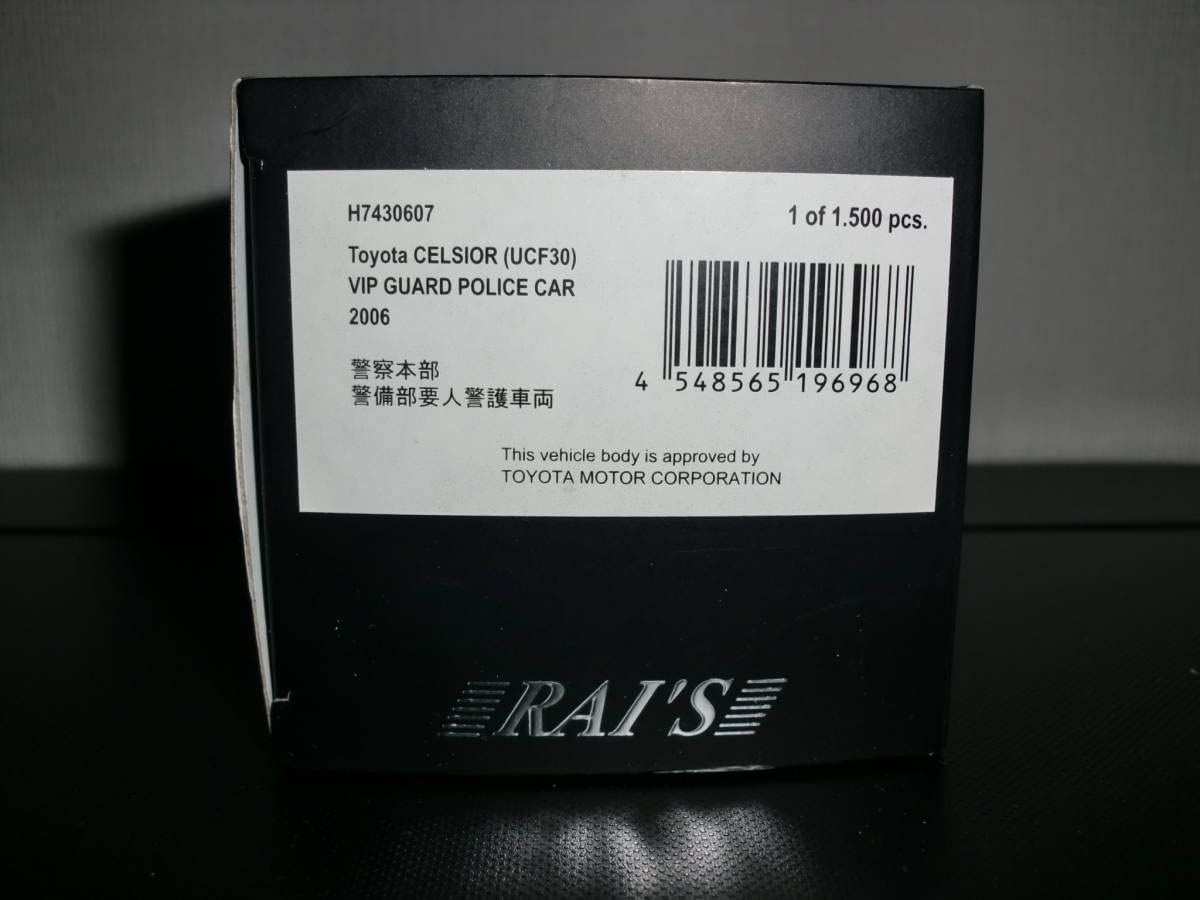 H7430607
1 of 1.500 pcs.
Toyota CELSIOR (UCF30)
VIP GUARD POLICE CAR
2006
警察本部
警備部要人警護車両
4 548565 196968
This vehicle body is approved by
TOYOTA MOTOR CORPORATION
RAI'S